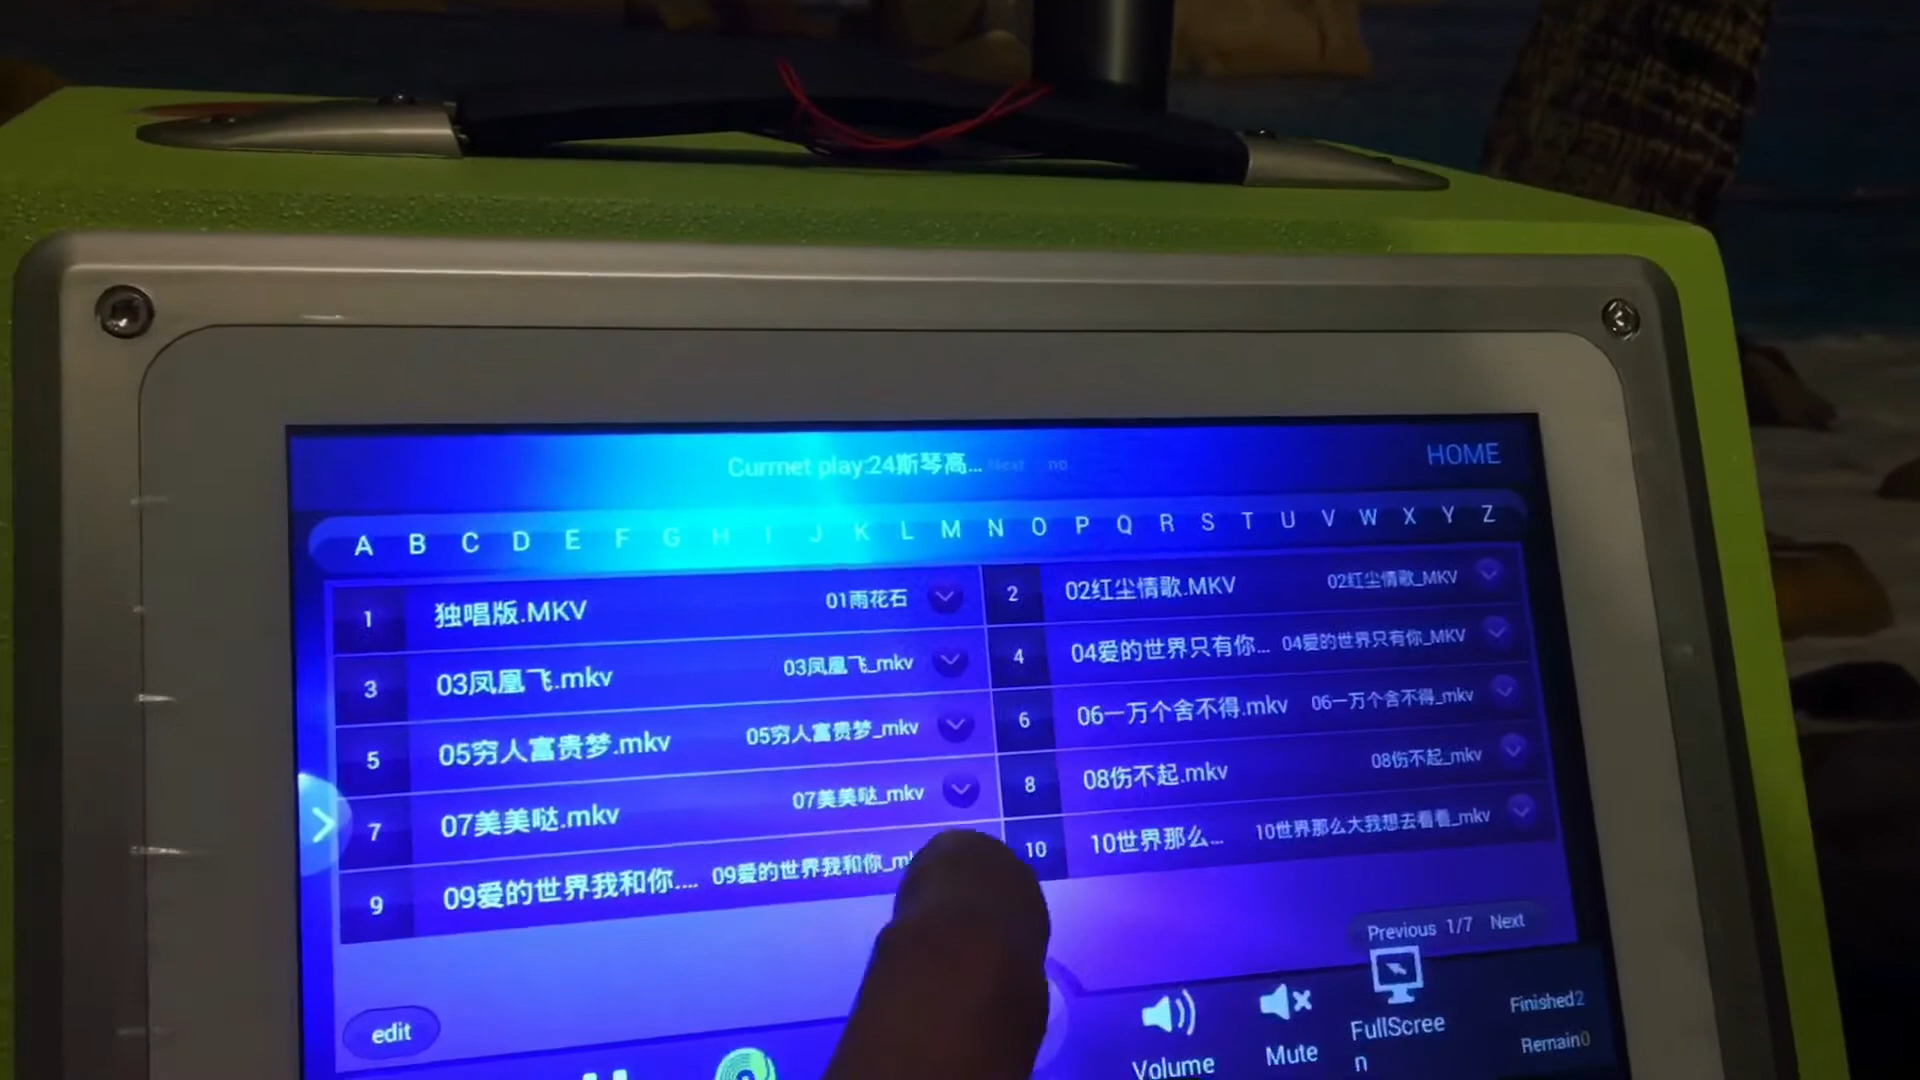 Currnet play:24斯琴高... Next no
HOME
A B C D E F G H I J K L M N O P Q R S T U V W X Y Z
1 独唱版.MKV 01雨花石
2 02红尘情歌.MKV 02红尘情歌_MKV
3 03凤凰飞.mkv 03凤凰飞_mkv
4 04爱的世界只有你... 04爱的世界只有你_MKV
5 05穷人富贵梦.mkv 05穷人富贵梦_mkv
6 06一万个舍不得.mkv 06一万个舍不得_mkv
7 07美美哒.mkv 07美美哒_mkv
8 08伤不起.mkv 08伤不起_mkv
9 09爱的世界我和你.... 09爱的世界我和你_mk
10 10世界那么... 10世界那么大我想去看看_mkv
Previous 1/7 Next
edit
Volume
Mute
FullScree
n
Finished2
Remain0